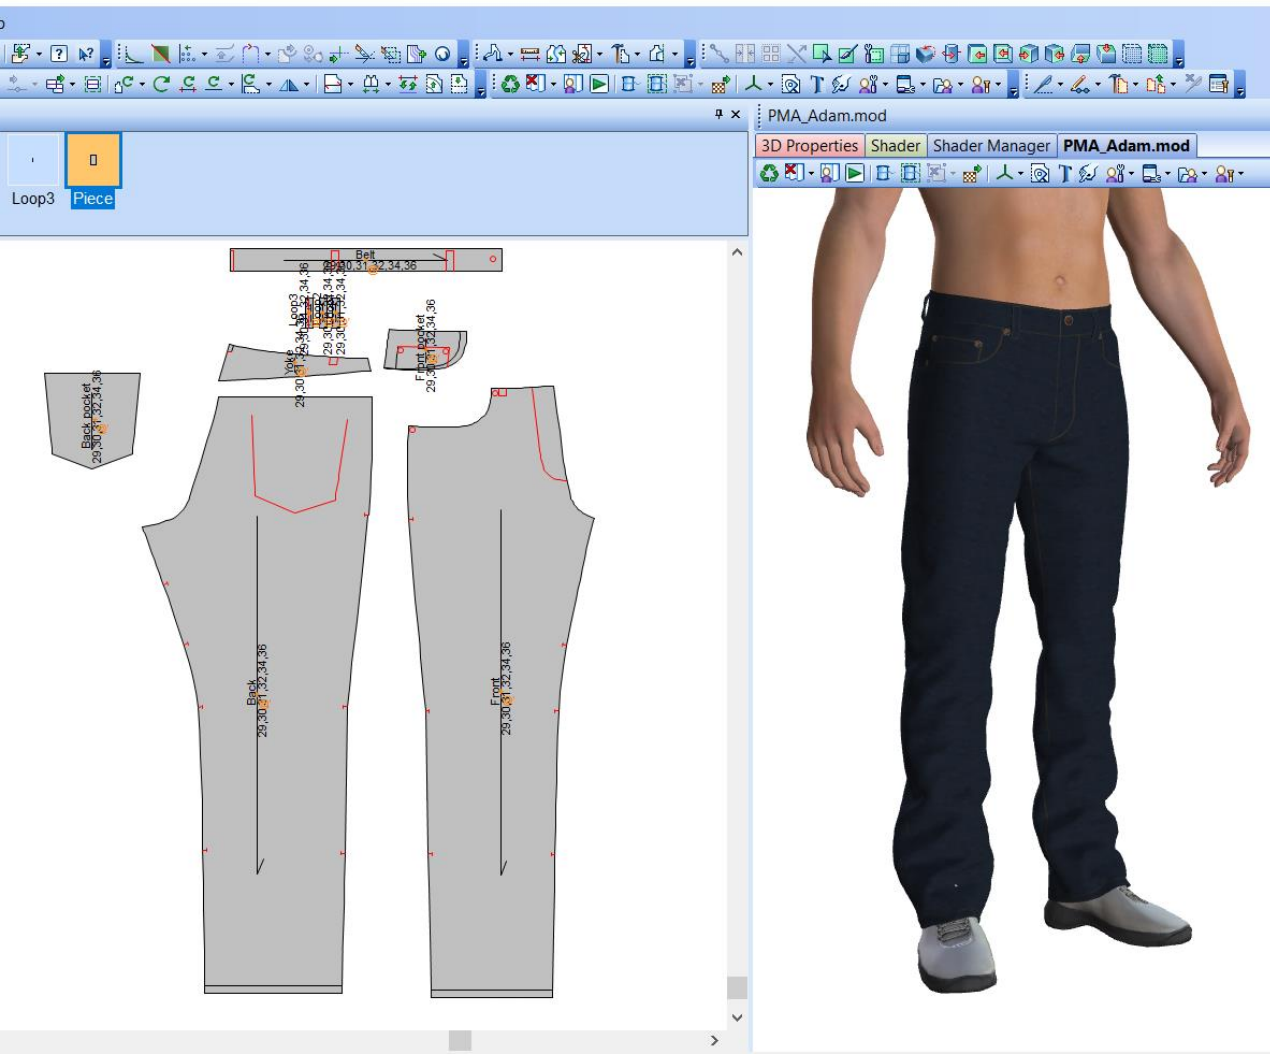 PMA_Adam.mod
3D Properties
Shader
Shader Manager
PMA_Adam.mod
Loop3
Piece
Belt
29,30,31,32,34,36
Loop3
Yoke
29,30,31,32,34,36
Front pocket
29,30,31,32,34,36
Back pocket
29,30,31,32,34,36
Back
29,30,31,32,34,36
Front
29,30,31,32,34,36